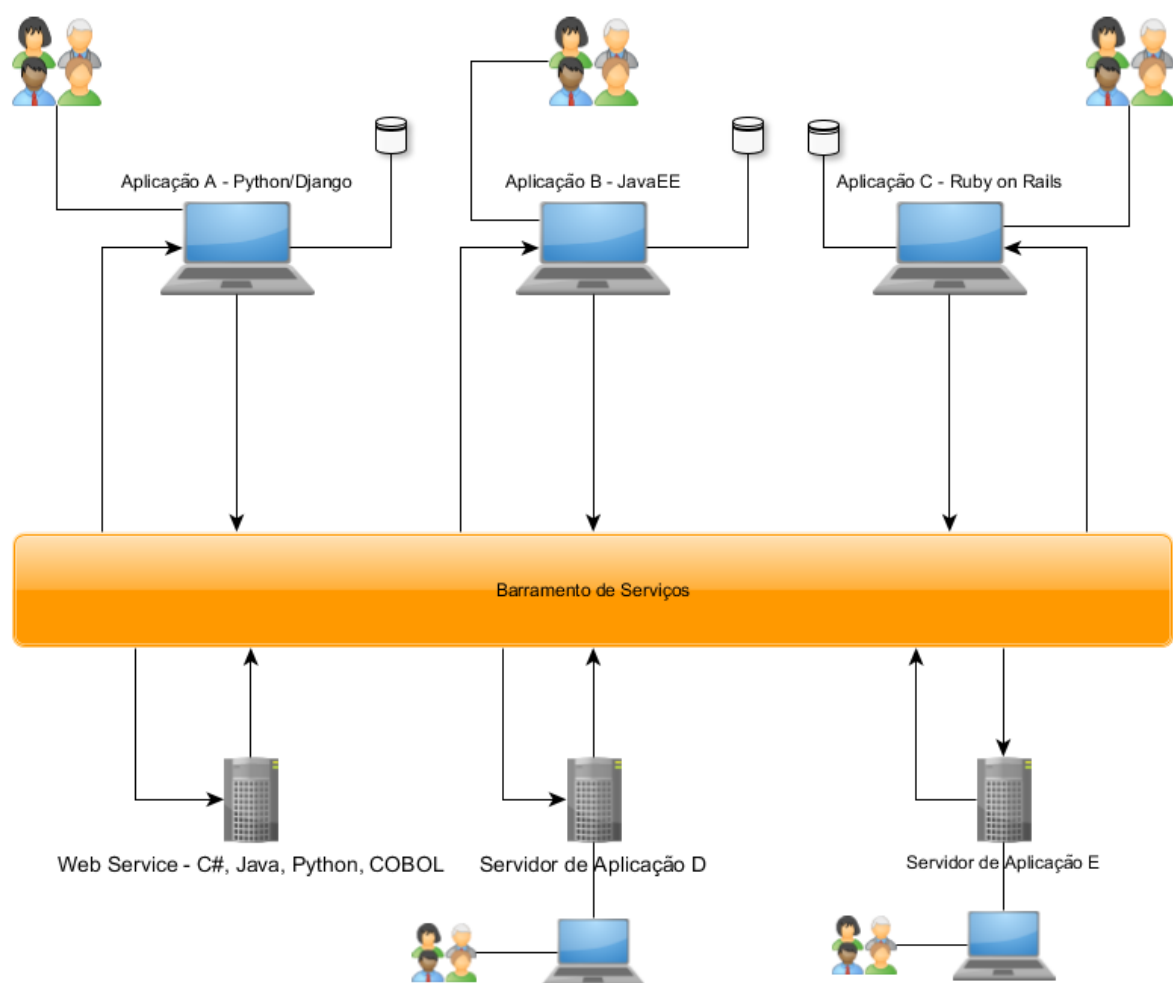 Aplicação A - Python/Django
Aplicação B - JavaEE
Aplicação C - Ruby on Rails
Barramento de Serviços
Web Service - C#, Java, Python, COBOL
Servidor de Aplicação D
Servidor de Aplicação E